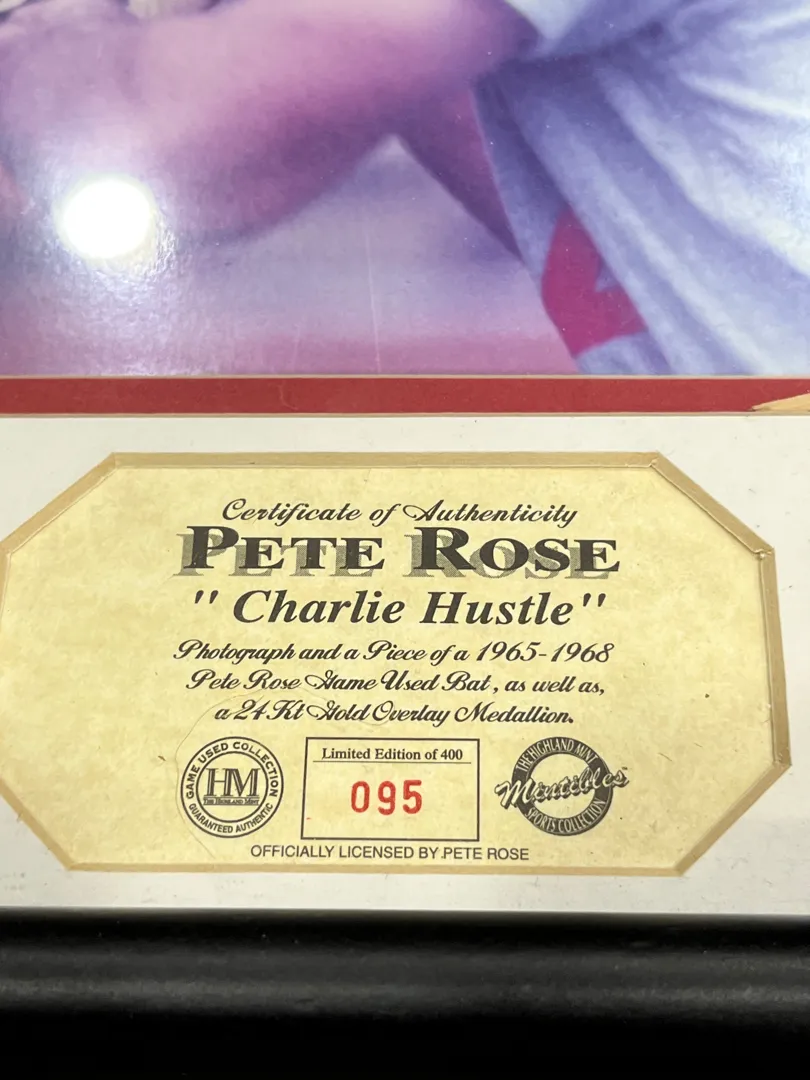 Certificate of Authenticity
PETE ROSE
"Charlie Hustle"
Photograph and a Piece of a 1965-1968
Pete Rose Game Used Bat, as well as,
a 24 Kt Gold Overlay Medallion.
GAME USED COLLECTION
HM
THE HIGHLAND MINT
GUARANTEED AUTHENTIC
Limited Edition of 400
095
THE HIGHLAND MINT
Mintibles
SPORTS COLLECTION
OFFICIALLY LICENSED BY PETE ROSE